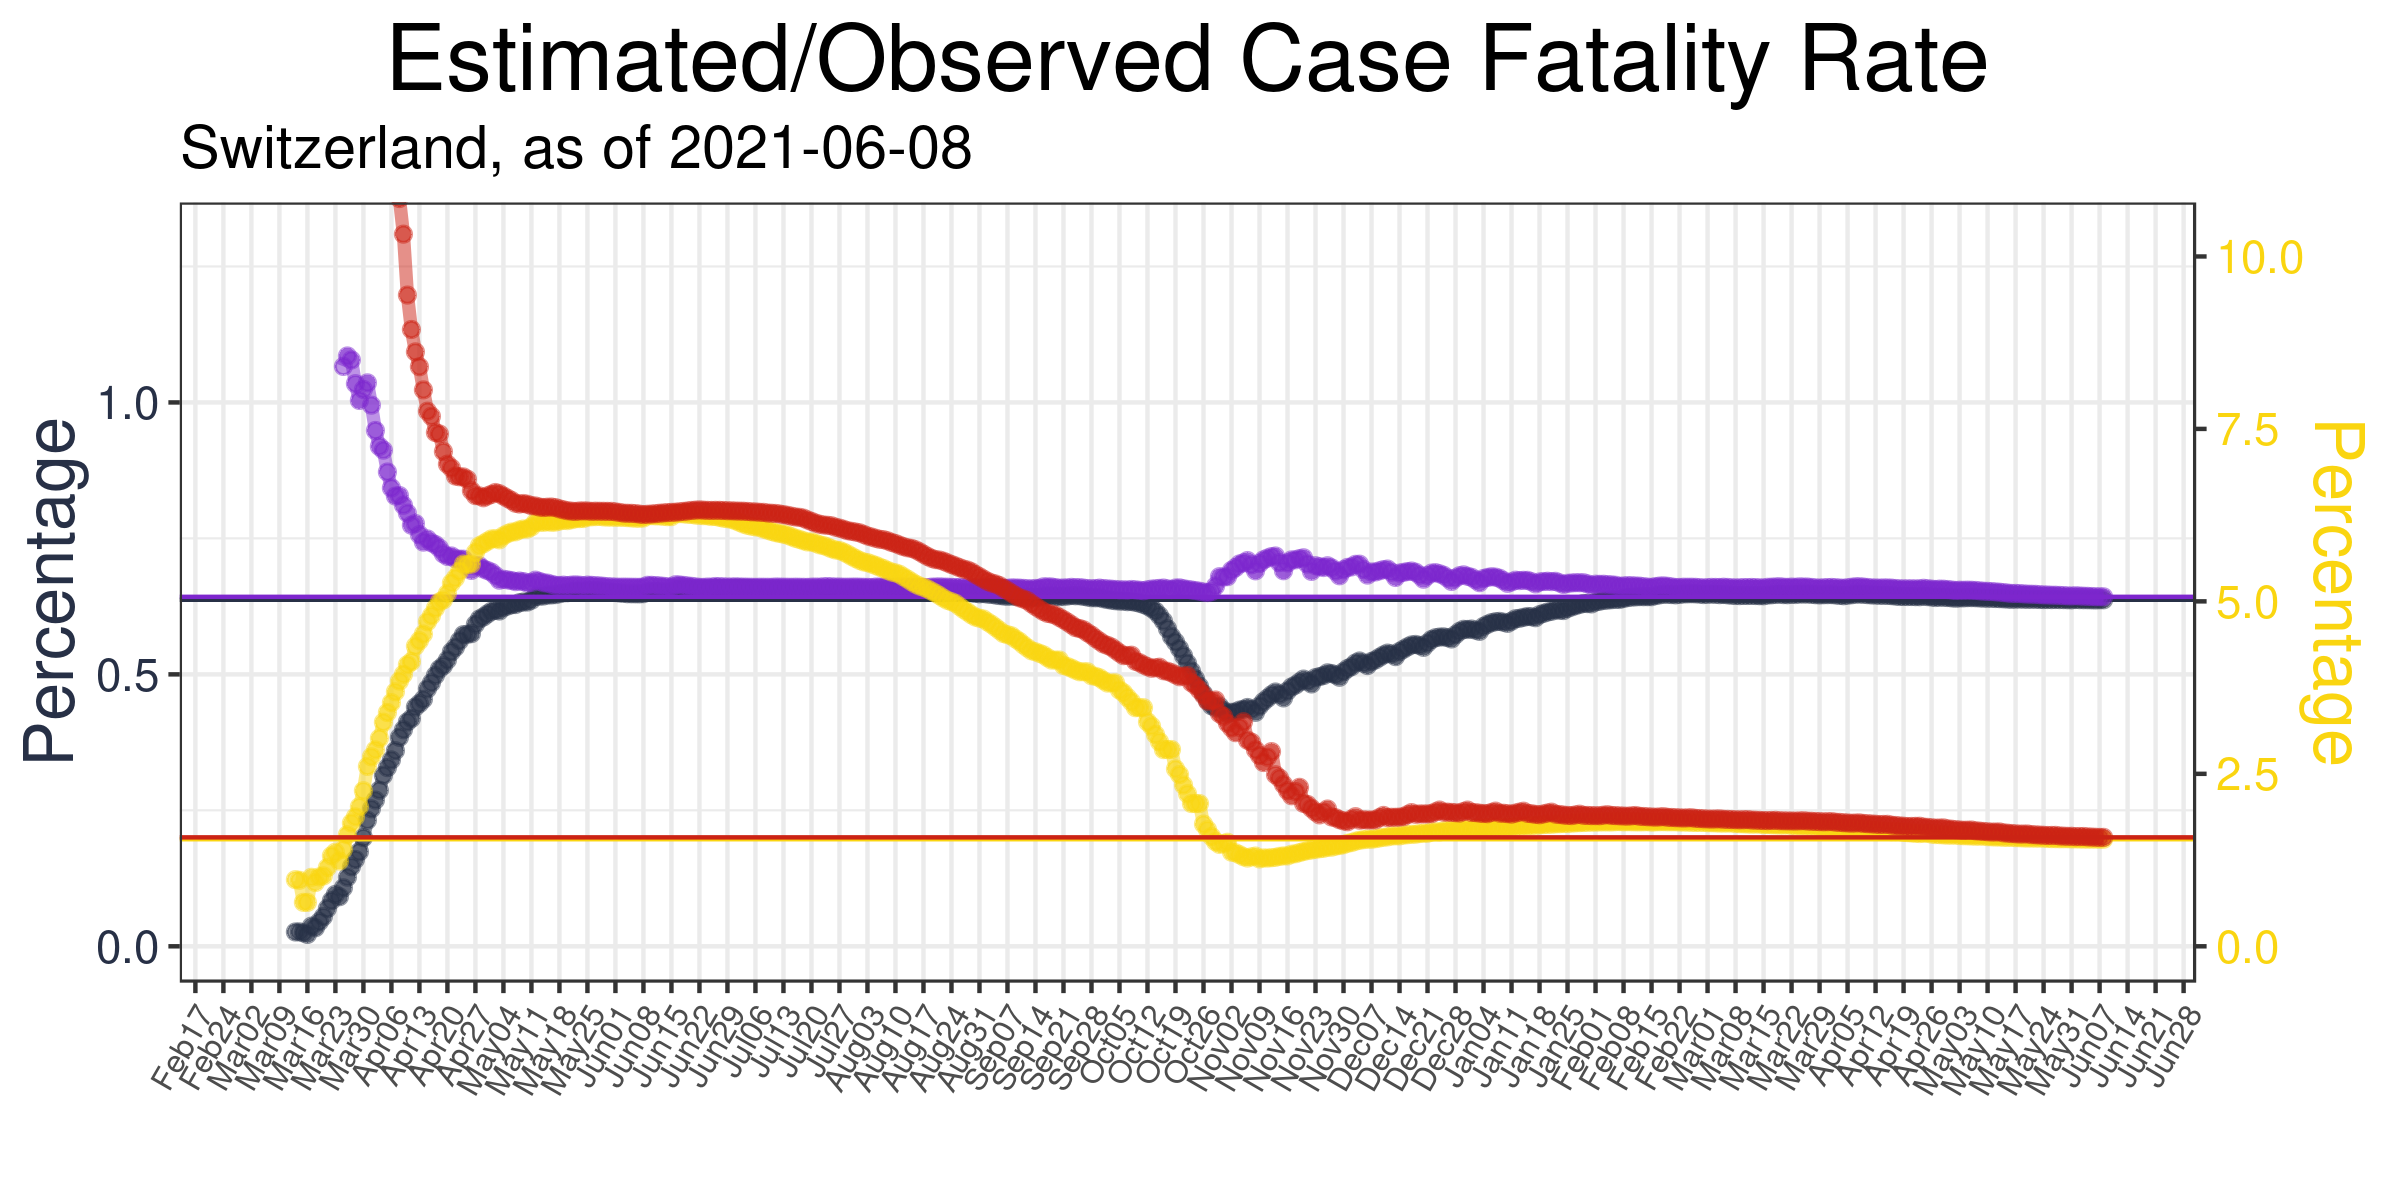 Estimated/Observed Case Fatality Rate
Switzerland, as of 2021-06-08
Percentage
1.0
0.5
0.0
10.0
7.5
5.0
2.5
0.0
Percentage
Feb17
Feb24
Mar02
Mar09
Mar16
Mar23
Mar30
Apr06
Apr13
Apr20
Apr27
May04
May11
May18
May25
Jun01
Jun08
Jun15
Jun22
Jun29
Jul06
Jul13
Jul20
Jul27
Aug03
Aug10
Aug17
Aug24
Aug31
Sep07
Sep14
Sep21
Sep28
Oct05
Oct12
Oct19
Oct26
Nov02
Nov09
Nov16
Nov23
Nov30
Dec07
Dec14
Dec21
Dec28
Jan04
Jan11
Jan18
Jan25
Feb01
Feb08
Feb15
Feb22
Mar01
Mar08
Mar15
Mar22
Mar29
Apr05
Apr12
Apr19
Apr26
May03
May10
May17
May24
May31
Jun07
Jun14
Jun21
Jun28